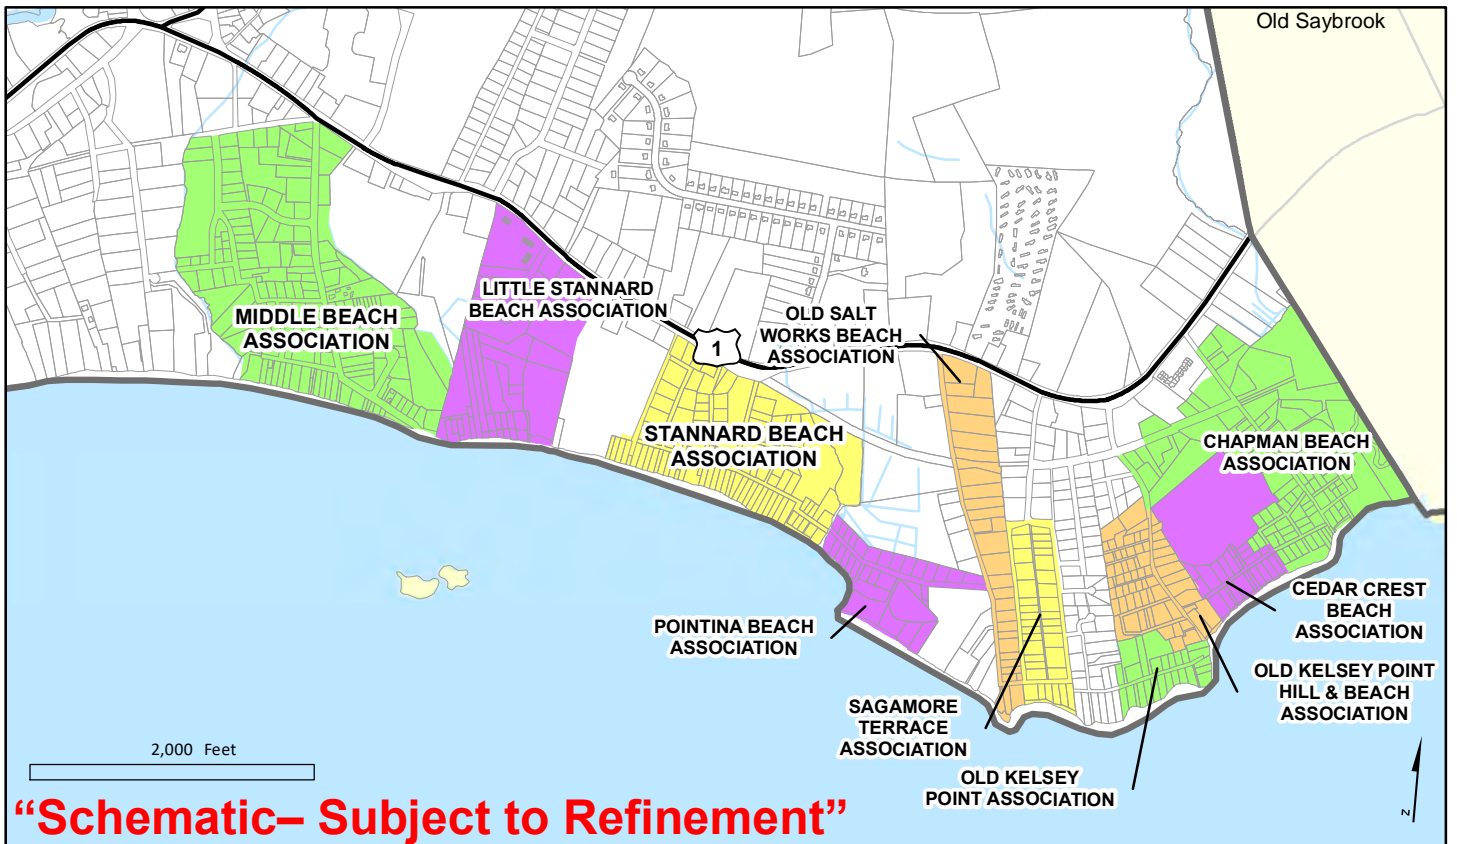 Old Saybrook
LITTLE STANNARD
BEACH ASSOCIATION
MIDDLE BEACH
ASSOCIATION
OLD SALT
WORKS BEACH
ASSOCIATION
1
STANNARD BEACH
ASSOCIATION
CHAPMAN BEACH
ASSOCIATION
CEDAR CREST
BEACH
ASSOCIATION
POINTINA BEACH
ASSOCIATION
OLD KELSEY POINT
HILL & BEACH
ASSOCIATION
SAGAMORE
TERRACE
ASSOCIATION
OLD KELSEY
POINT ASSOCIATION
2,000 Feet
N
“Schematic– Subject to Refinement”